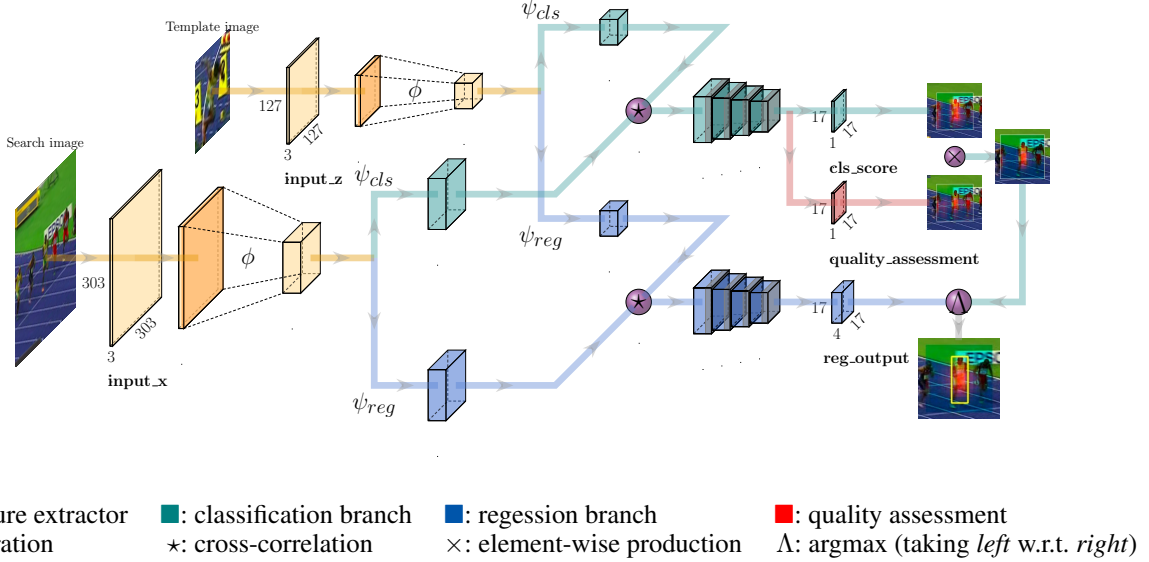 Template image
ψcls
127
127
3
input_z
ϕ
⋆
17
17
1
cls_score
×
Search image
303
303
3
input_x
ϕ
ψcls
ψreg
17
17
1
quality_assessment
⋆
17
17
4
reg_output
Λ
ψreg
ure extractor ■: classification branch ■: regression branch ■: quality assessment
ration ⋆: cross-correlation ×: element-wise production Λ: argmax (taking left w.r.t. right)